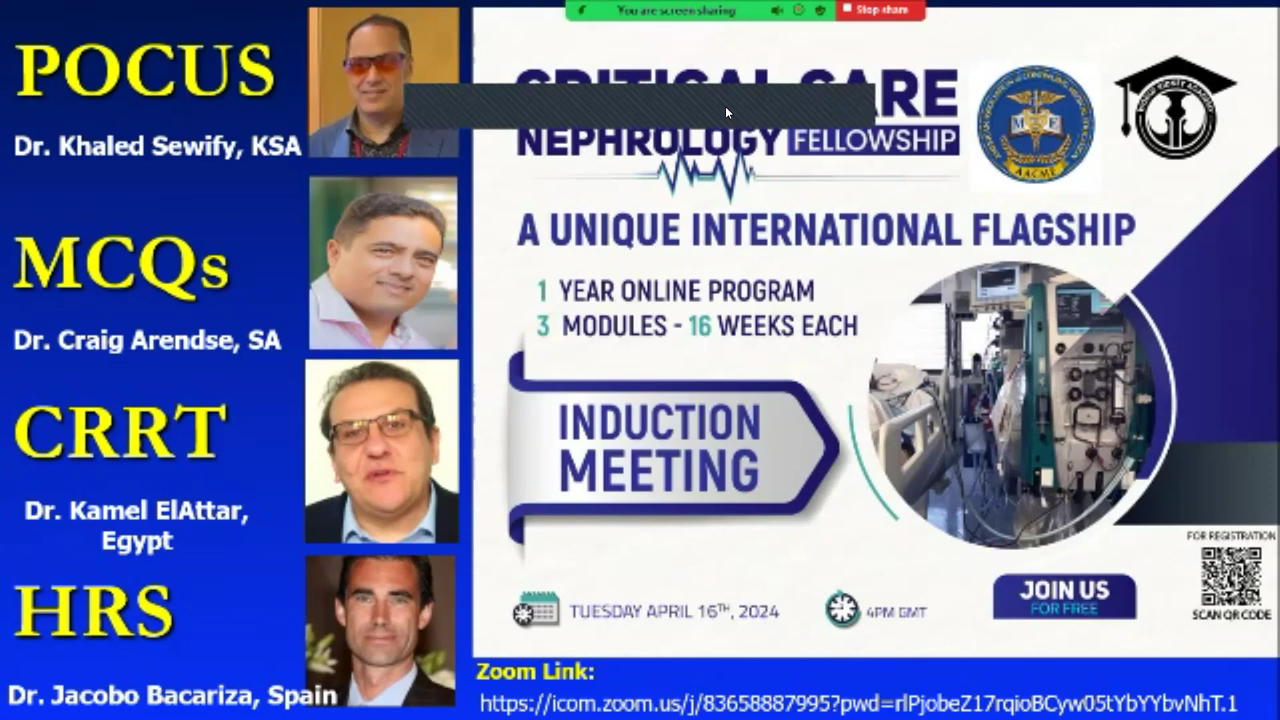 You are screen sharing
Stop share
POCUS
Dr. Khaled Sewify, KSA
MCQs
Dr. Craig Arendse, SA
CRRT
Dr. Kamel ElAttar,
Egypt
HRS
Dr. Jacobo Bacariza, Spain
CRITICAL CARE
NEPHROLOGY FELLOWSHIP
AACME
A UNIQUE INTERNATIONAL FLAGSHIP
1 YEAR ONLINE PROGRAM
3 MODULES - 16 WEEKS EACH
INDUCTION
MEETING
TUESDAY APRIL 16TH, 2024
4PM GMT
JOIN US
FOR FREE
FOR REGISTRATION
SCAN QR CODE
Zoom Link:
https://icom.zoom.us/j/83658887995?pwd=rlPjobeZ17rqioBCyw05tYbYYbvNhT.1